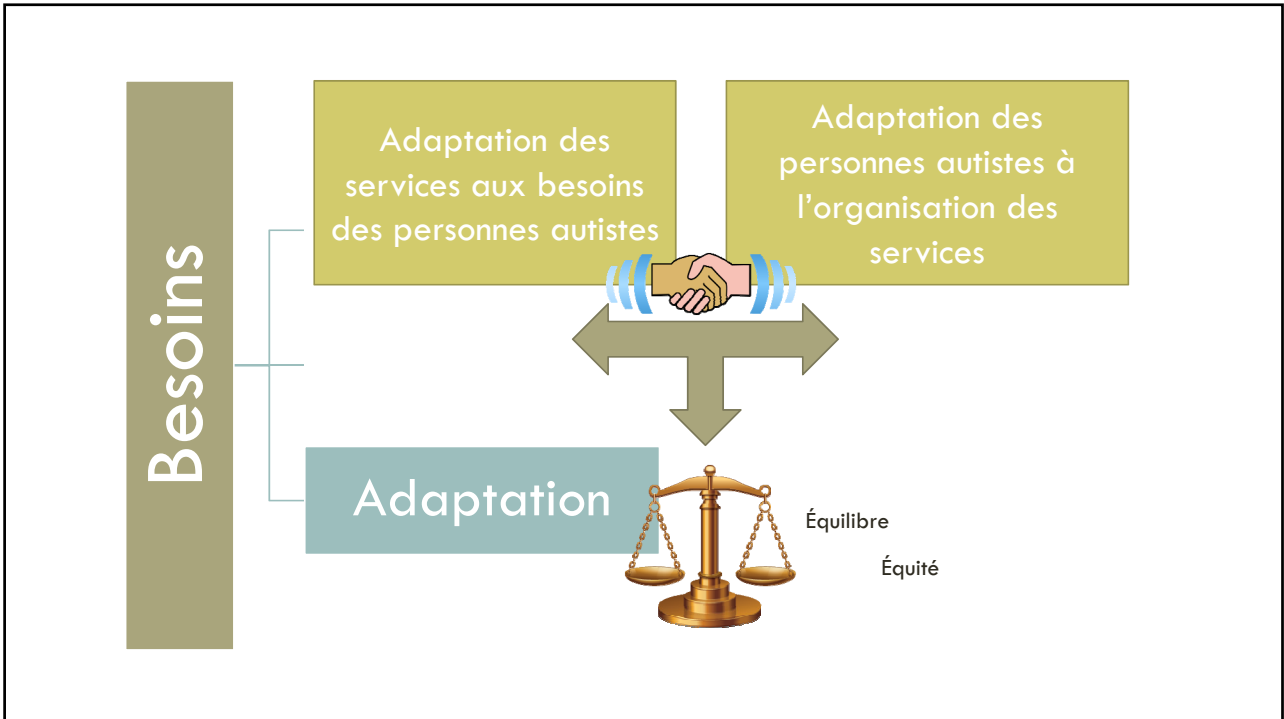 Besoins
Adaptation des
services aux besoins
des personnes autistes
Adaptation des
personnes autistes à
l’organisation des
services
Adaptation
Équilibre
Équité